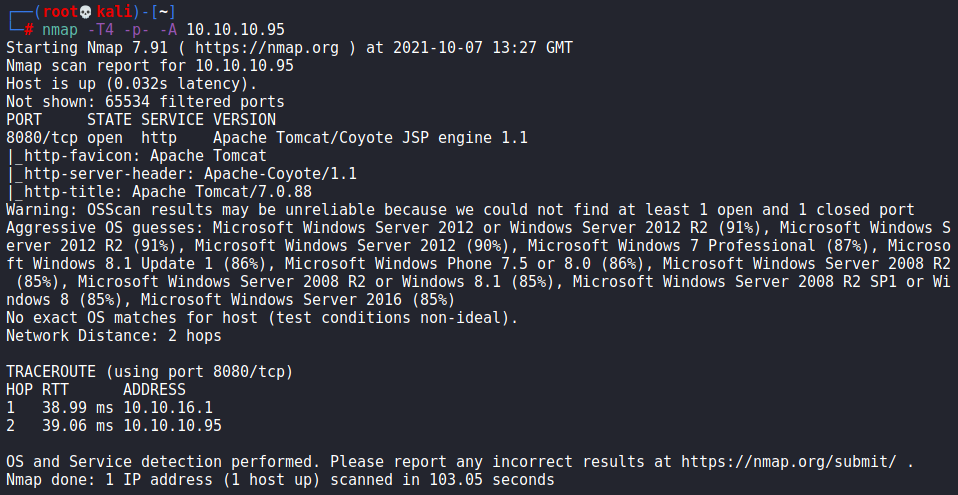 ┌──(root💀kali)-[~]
└─# nmap -T4 -p- -A 10.10.10.95
Starting Nmap 7.91 ( https://nmap.org ) at 2021-10-07 13:27 GMT
Nmap scan report for 10.10.10.95
Host is up (0.032s latency).
Not shown: 65534 filtered ports
PORT     STATE SERVICE VERSION
8080/tcp open  http    Apache Tomcat/Coyote JSP engine 1.1
|_http-favicon: Apache Tomcat
|_http-server-header: Apache-Coyote/1.1
|_http-title: Apache Tomcat/7.0.88
Warning: OSScan results may be unreliable because we could not find at least 1 open and 1 closed port
Aggressive OS guesses: Microsoft Windows Server 2012 or Windows Server 2012 R2 (91%), Microsoft Windows S
erver 2012 R2 (91%), Microsoft Windows Server 2012 (90%), Microsoft Windows 7 Professional (87%), Microso
ft Windows 8.1 Update 1 (86%), Microsoft Windows Phone 7.5 or 8.0 (86%), Microsoft Windows Server 2008 R2
 (85%), Microsoft Windows Server 2008 R2 or Windows 8.1 (85%), Microsoft Windows Server 2008 R2 SP1 or Wi
ndows 8 (85%), Microsoft Windows Server 2016 (85%)
No exact OS matches for host (test conditions non-ideal).
Network Distance: 2 hops

TRACEROUTE (using port 8080/tcp)
HOP RTT      ADDRESS
1   38.99 ms 10.10.16.1
2   39.06 ms 10.10.10.95

OS and Service detection performed. Please report any incorrect results at https://nmap.org/submit/ .
Nmap done: 1 IP address (1 host up) scanned in 103.05 seconds